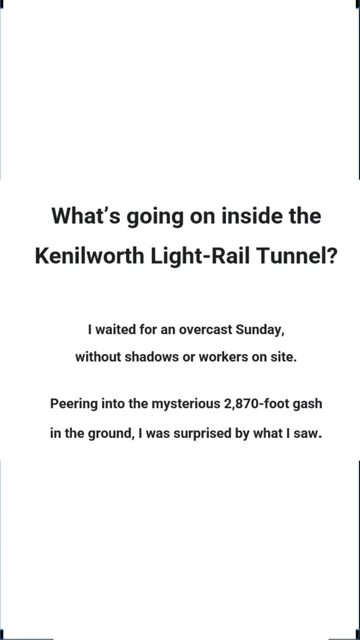 What’s going on inside the
Kenilworth Light-Rail Tunnel?
I waited for an overcast Sunday,
without shadows or workers on site.
Peering into the mysterious 2,870-foot gash
in the ground, I was surprised by what I saw.